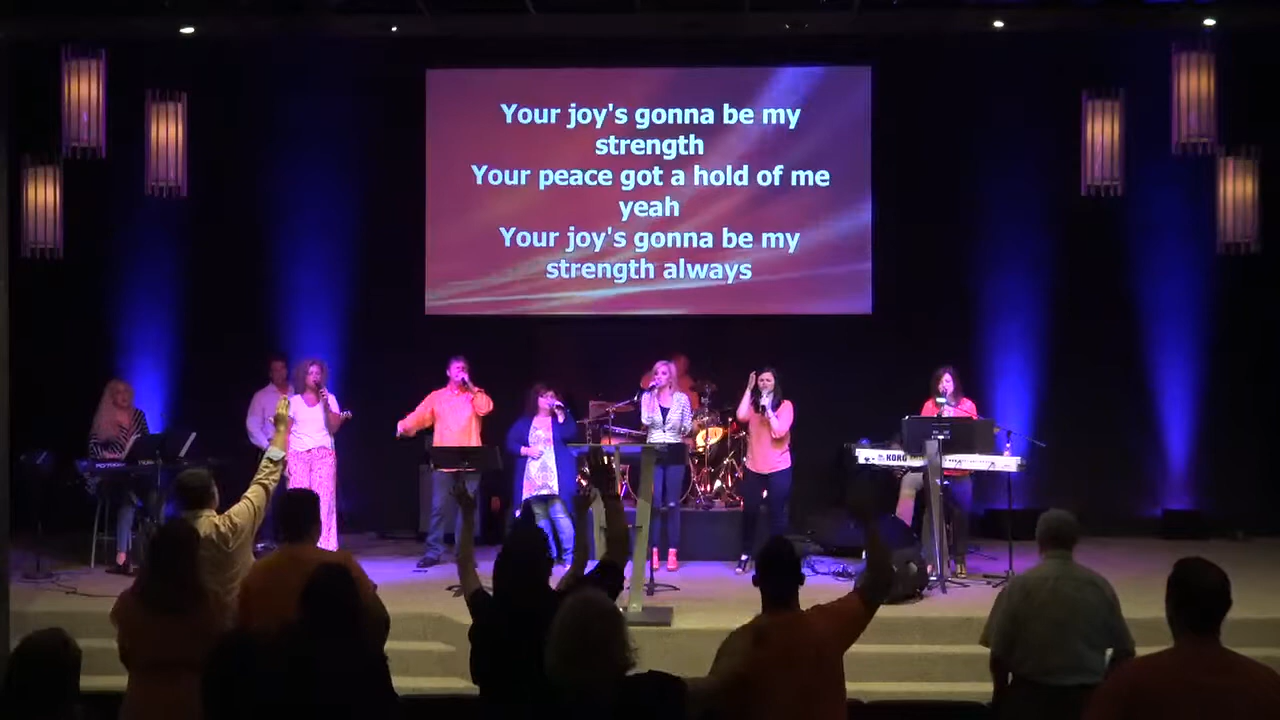 Your joy's gonna be my
strength
Your peace got a hold of me
yeah
Your joy's gonna be my
strength always
KORG